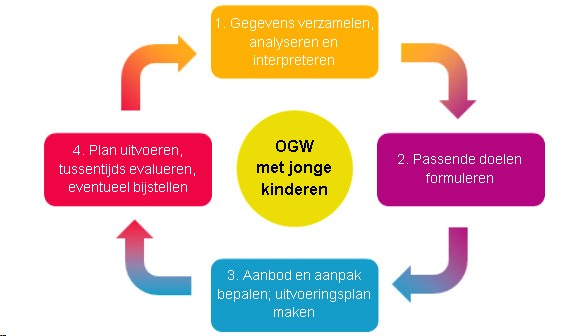 1. Gegevens verzamelen,
analyseren en
interpreteren
2. Passende doelen
formuleren
3. Aanbod en aanpak
bepalen; uitvoeringsplan
maken
4. Plan uitvoeren,
tussentijds evalueren,
eventueel bijstellen
OGW
met jonge
kinderen